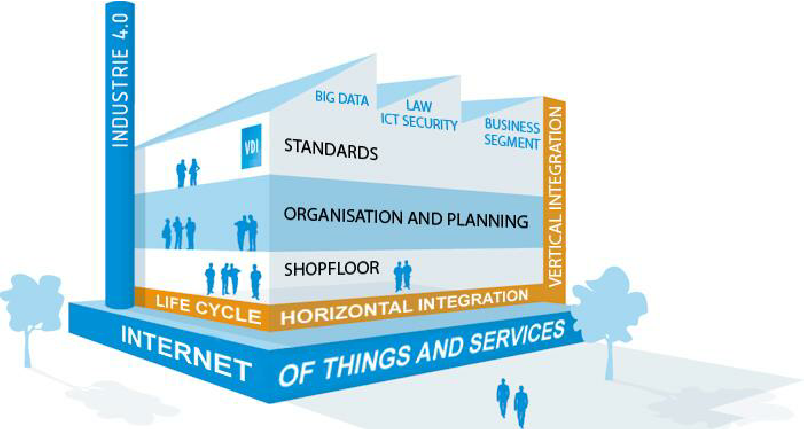 INDUSTRIE 4.0
BIG DATA
LAW
ICT SECURITY
BUSINESS
SEGMENT
VDI
STANDARDS
ORGANISATION AND PLANNING
SHOPFLOOR
VERTICAL INTEGRATION
LIFE CYCLE
HORIZONTAL INTEGRATION
INTERNET
OF THINGS AND SERVICES